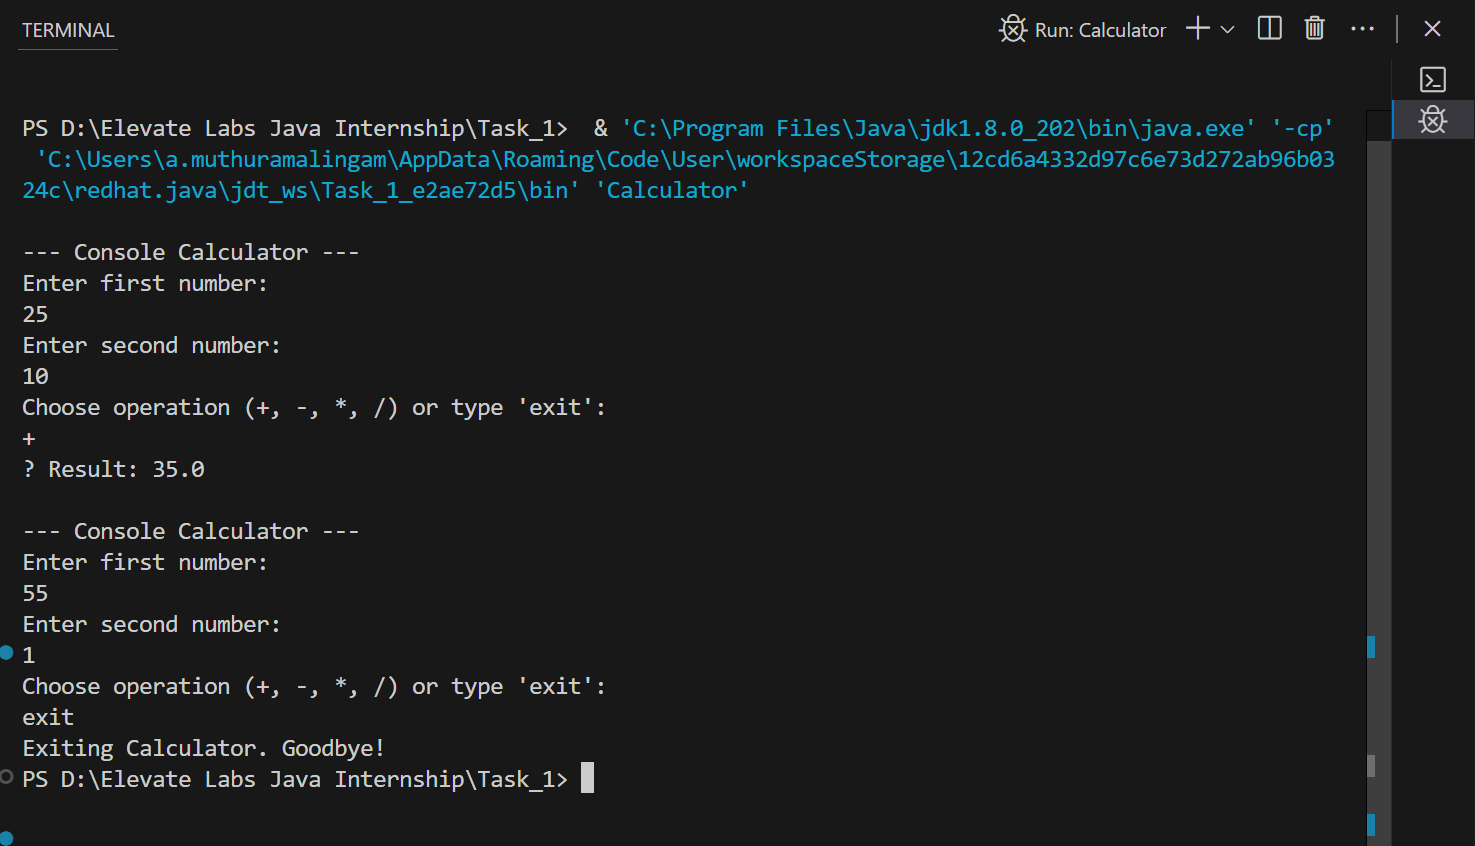 TERMINAL
Run: Calculator
PS D:\Elevate Labs Java Internship\Task_1>  & 'C:\Program Files\Java\jdk1.8.0_202\bin\java.exe' '-cp'
 'C:\Users\a.muthuramalingam\AppData\Roaming\Code\User\workspaceStorage\12cd6a4332d97c6e73d272ab96b03
24c\redhat.java\jdt_ws\Task_1_e2ae72d5\bin' 'Calculator'
--- Console Calculator ---
Enter first number:
25
Enter second number:
10
Choose operation (+, -, *, /) or type 'exit':
+
? Result: 35.0
--- Console Calculator ---
Enter first number:
55
Enter second number:
1
Choose operation (+, -, *, /) or type 'exit':
exit
Exiting Calculator. Goodbye!
PS D:\Elevate Labs Java Internship\Task_1>